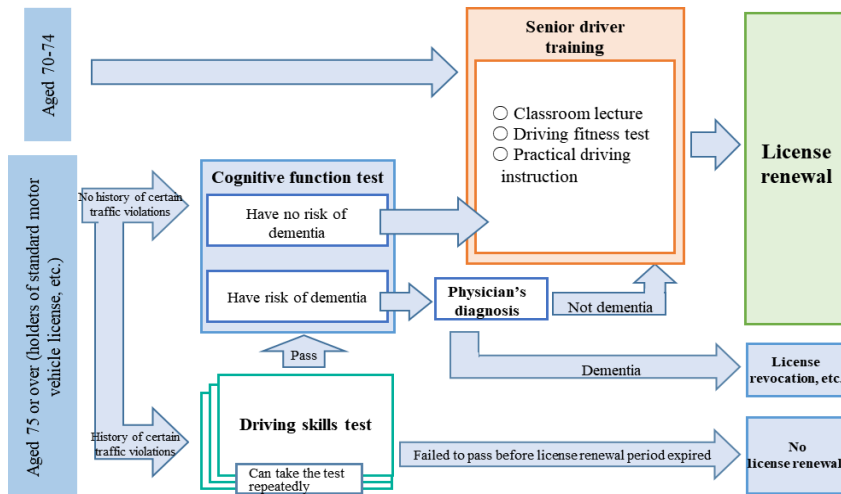 Aged 70-74
Senior driver
training
○ Classroom lecture
○ Driving fitness test
○ Practical driving
instruction
License
renewal
Aged 75 or over (holders of standard motor
vehicle license, etc.)
No history of certain
traffic violations
Cognitive function test
Have no risk of
dementia
Have risk of dementia
Physician's
diagnosis
Not dementia
Pass
Dementia
License
revocation, etc.
History of certain
traffic violations
Driving skills test
Can take the test
repeatedly
Failed to pass before license renewal period expired
No
license renewal